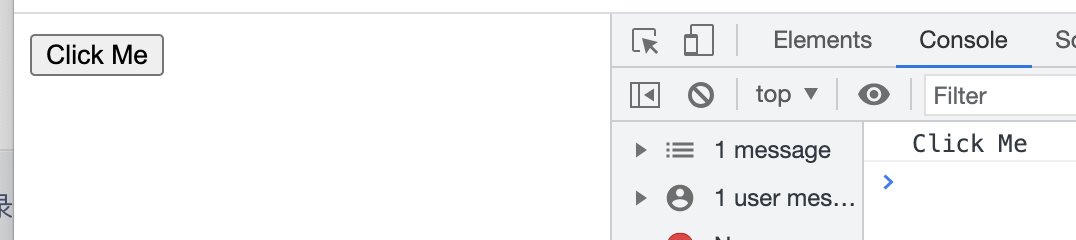 Click Me
Elements
Console
top
Filter
1 message
1 user mes…
Click Me